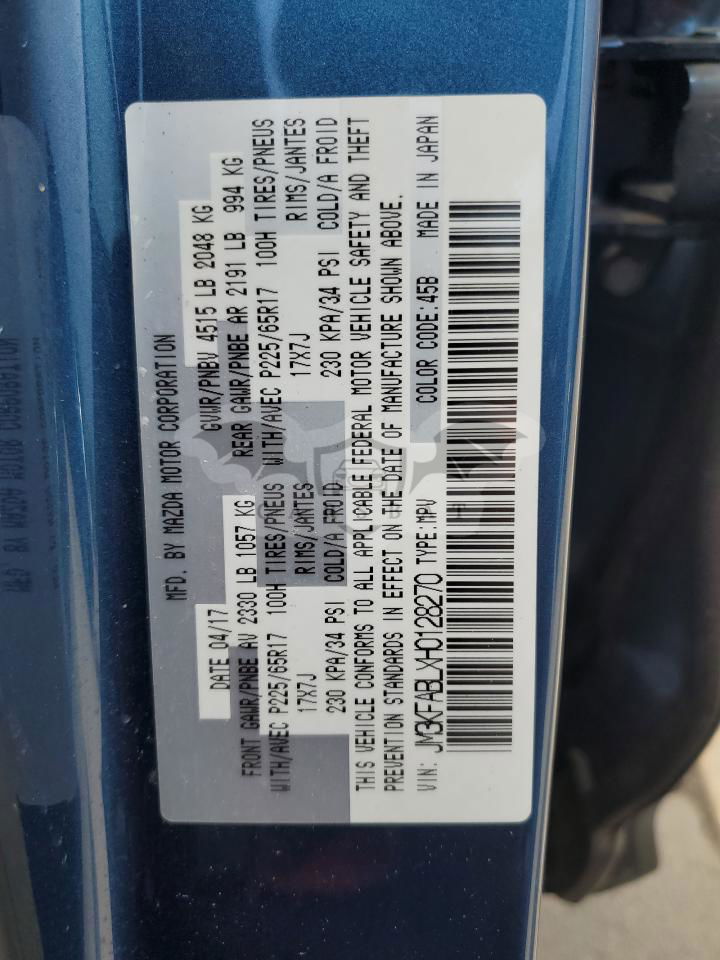 MFD. BY MAZDA MOTOR CORPORATION
DATE 04/17 GVWR/PNBV 4515 LB 2048 KG
FRONT GAWR/PNBE AV 2330 LB 1057 KG REAR GAWR/PNBE AR 2191 LB 994 KG
WITH/AVEC P225/65R17 100H TIRES/PNEUS WITH/AVEC P225/65R17 100H TIRES/PNEUS
17X7J RIMS/JANTES 17X7J RIMS/JANTES
230 KPA/34 PSI COLD/A FROID 230 KPA/34 PSI COLD/A FROID
THIS VEHICLE CONFORMS TO ALL APPLICABLE FEDERAL MOTOR VEHICLE SAFETY AND THEFT
PREVENTION STANDARDS IN EFFECT ON THE DATE OF MANUFACTURE SHOWN ABOVE.
VIN: JM3KFABLXH0128270 TYPE:MPV COLOR CODE:45B MADE IN JAPAN